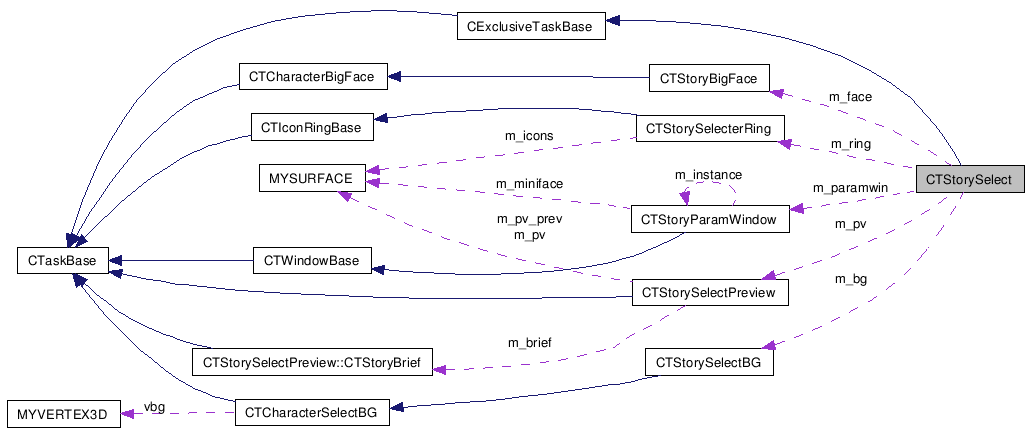 CExclusiveTaskBase
CTCharacterBigFace
CTStoryBigFace
m_face
CTIconRingBase
CTStorySelecterRing
m_icons
m_ring
MYSURFACE
m_instance
CTStorySelect
m_miniface
m_paramwin
m_pv_prev
m_pv
CTStoryParamWindow
m_pv
CTaskBase
CTWindowBase
m_bg
CTStorySelectPreview
m_brief
CTStorySelectPreview::CTStoryBrief
CTStorySelectBG
MYVERTEX3D
vbg
CTCharacterSelectBG